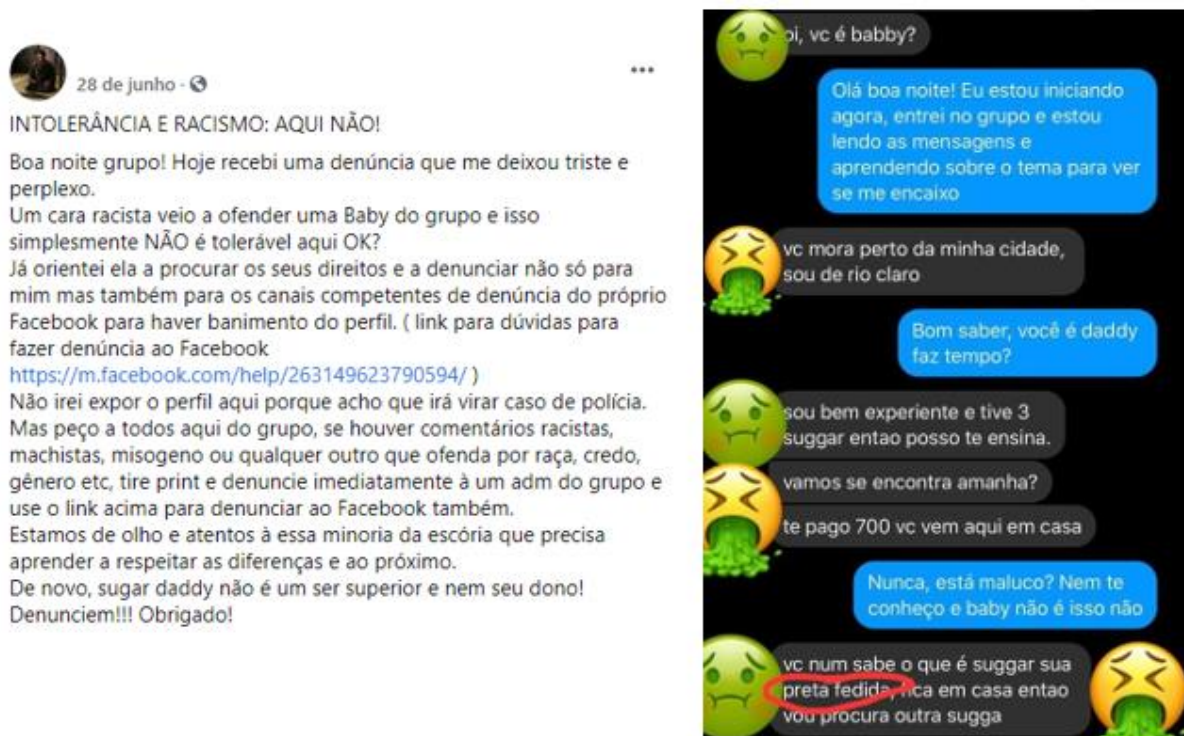 28 de junho ·
INTOLERÂNCIA E RACISMO: AQUI NÃO!
Boa noite grupo! Hoje recebi uma denúncia que me deixou triste e
perplexo.
Um cara racista veio a ofender uma Baby do grupo e isso
simplesmente NÃO é tolerável aqui OK?
Já orientei ela a procurar os seus direitos e a denunciar não só para
mim mas também para os canais competentes de denúncia do próprio
Facebook para haver banimento do perfil. ( link para dúvidas para
fazer denúncia ao Facebook
https://m.facebook.com/help/263149623790594/ )
Não irei expor o perfil aqui porque acho que irá virar caso de polícia.
Mas peço a todos aqui do grupo, se houver comentários racistas,
machistas, misogeno ou qualquer outro que ofenda por raça, credo,
gênero etc, tire print e denuncie imediatamente à um adm do grupo e
use o link acima para denunciar ao Facebook também.
Estamos de olho e atentos à essa minoria da escória que precisa
aprender a respeitar as diferenças e ao próximo.
De novo, sugar daddy não é um ser superior e nem seu dono!
Denunciem!!! Obrigado!
oi, vc é babby?
Olá boa noite! Eu estou iniciando
agora, entrei no grupo e estou
lendo as mensagens e
aprendendo sobre o tema para ver
se me encaixo
vc mora perto da minha cidade,
sou de rio claro
Bom saber, você é daddy
faz tempo?
sou bem experiente e tive 3
suggar entao posso te ensina.
vamos se encontra amanha?
te pago 700 vc vem aqui em casa
Nunca, está maluco? Nem te
conheço e baby não é isso não
vc num sabe o que é suggar sua
preta fedida, fica em casa entao
vou procura outra sugga